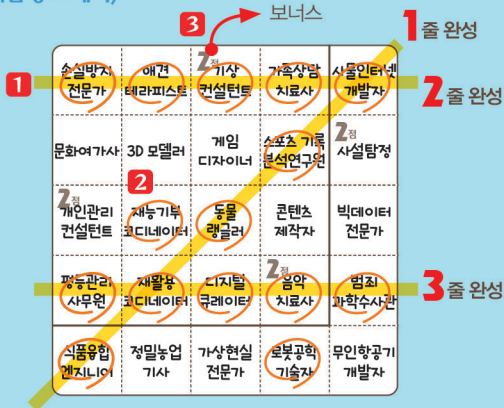 3 보너스
1 줄 완성
1
손실방지 전문가
애견 테라피스트
2점 기상 컨설턴트
가족상담 치료사
사물인터넷 개발자
2 줄 완성
문화여가사
3D 모델러
게임 디자이너
스포츠 기록 분석연구원
2점 사설탐정
2
2점 개인관리 컨설턴트
재능기부 코디네이터
동물 랭글러
콘텐츠 제작자
빅데이터 전문가
평등관리 사무원
재활용 코디네이터
디지털 큐레이터
2점 음악 치료사
범죄 과학수사관
3 줄 완성
식품융합 엔지니어
정밀농업 기사
가상현실 전문가
로봇공학 기술자
무인항공기 개발자